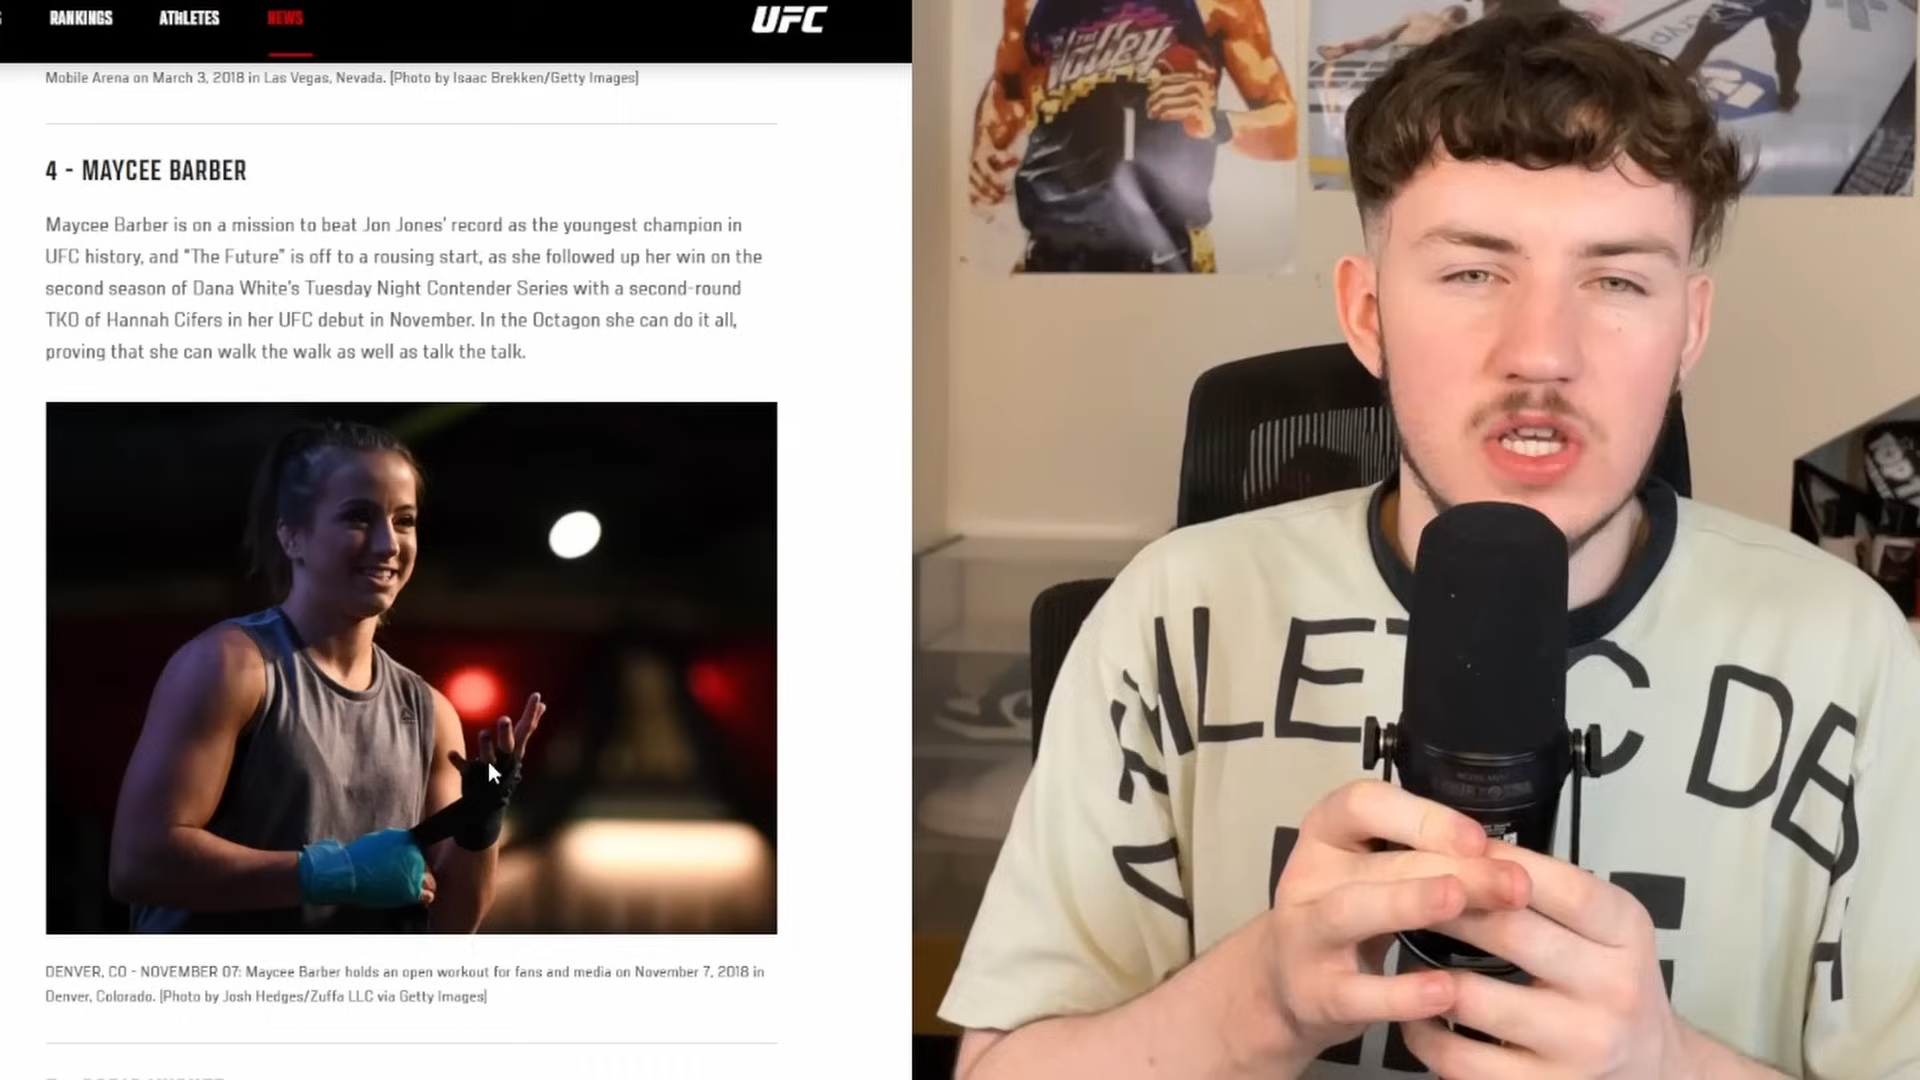 RANKINGS ATHLETES NEWS UFC
Mobile Arena on March 3, 2018 in Las Vegas, Nevada. (Photo by Isaac Brekken/Getty Images)
4 - MAYCEE BARBER
Maycee Barber is on a mission to beat Jon Jones' record as the youngest champion in
UFC history, and "The Future" is off to a rousing start, as she followed up her win on the
second season of Dana White's Tuesday Night Contender Series with a second-round
TKO of Hannah Cifers in her UFC debut in November. In the Octagon she can do it all,
proving that she can walk the walk as well as talk the talk.
DENVER, CO - NOVEMBER 07: Maycee Barber holds an open workout for fans and media on November 7, 2018 in
Denver, Colorado. (Photo by Josh Hedges/Zuffa LLC via Getty Images)
The Valley